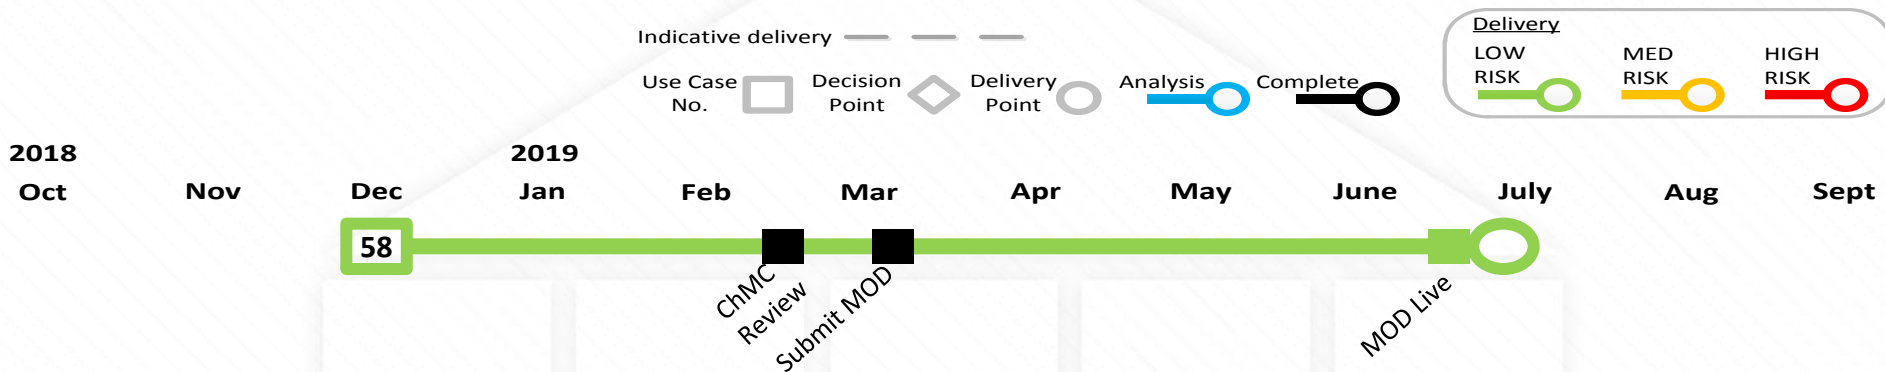 Indicative delivery
Use Case
No.
Decision
Point
Delivery
Point
Analysis
Complete
Delivery
LOW
RISK
MED
RISK
HIGH
RISK
2018
2019
Oct
Nov
Dec
Jan
Feb
Mar
Apr
May
June
July
Aug
Sept
58
ChMC
Review
Submit MOD
MOD Live